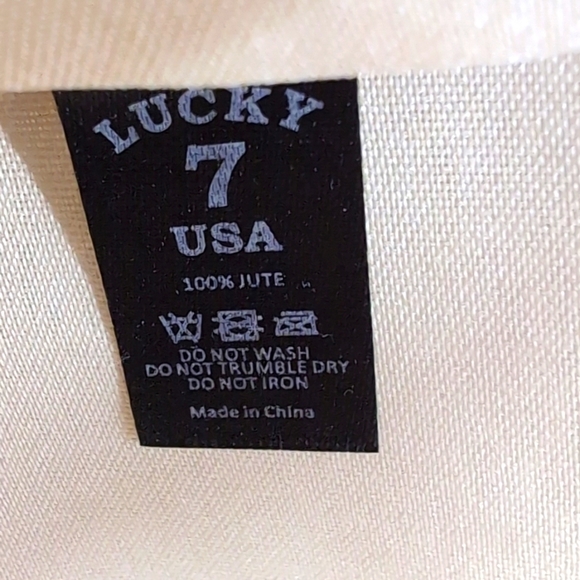 LUCKY
7
USA
100% JUTE
DO NOT WASH
DO NOT TRUMBLE DRY
DO NOT IRON
Made in China